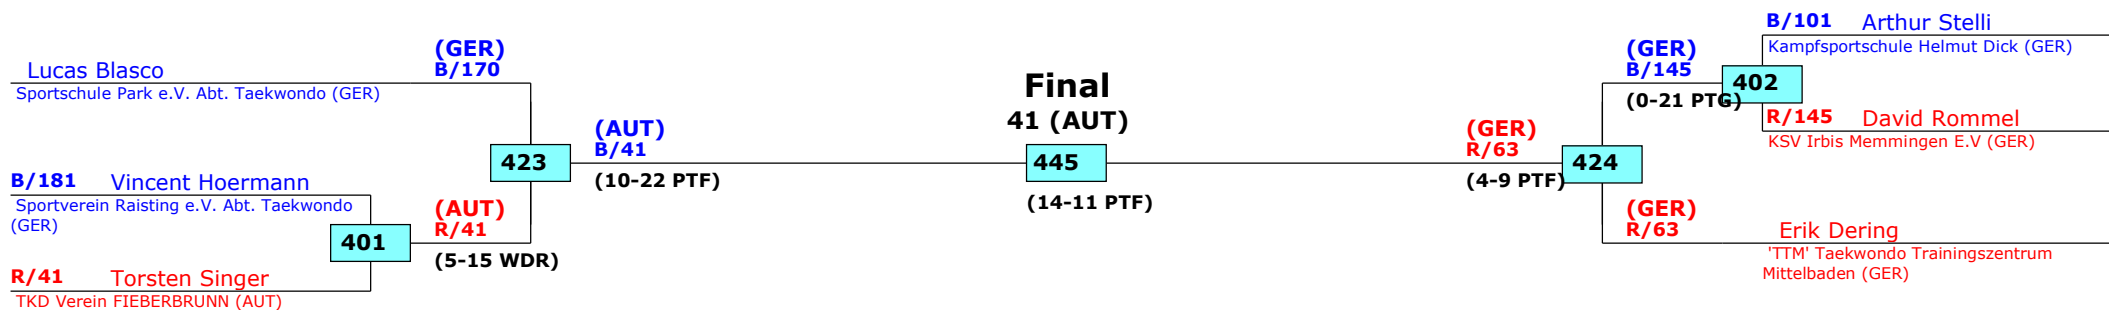 (GER)
B/170
Lucas Blasco
Sportschule Park e.V. Abt. Taekwondo (GER)
B/181 Vincent Hoermann
Sportverein Raisting e.V. Abt. Taekwondo
(GER)
401
R/41 Torsten Singer
TKD Verein FIEBERBRUNN (AUT)
(AUT)
R/41
(5-15 WDR)
423
(AUT)
B/41
(10-22 PTF)
Final
41 (AUT)
445
(14-11 PTF)
(GER)
R/63
(4-9 PTF)
424
(GER)
B/145
(0-21 PTG)
402
B/101 Arthur Stelli
Kampfsportschule Helmut Dick (GER)
R/145 David Rommel
KSV Irbis Memmingen E.V (GER)
(GER)
R/63
Erik Dering
'TTM' Taekwondo Trainingszentrum
Mittelbaden (GER)